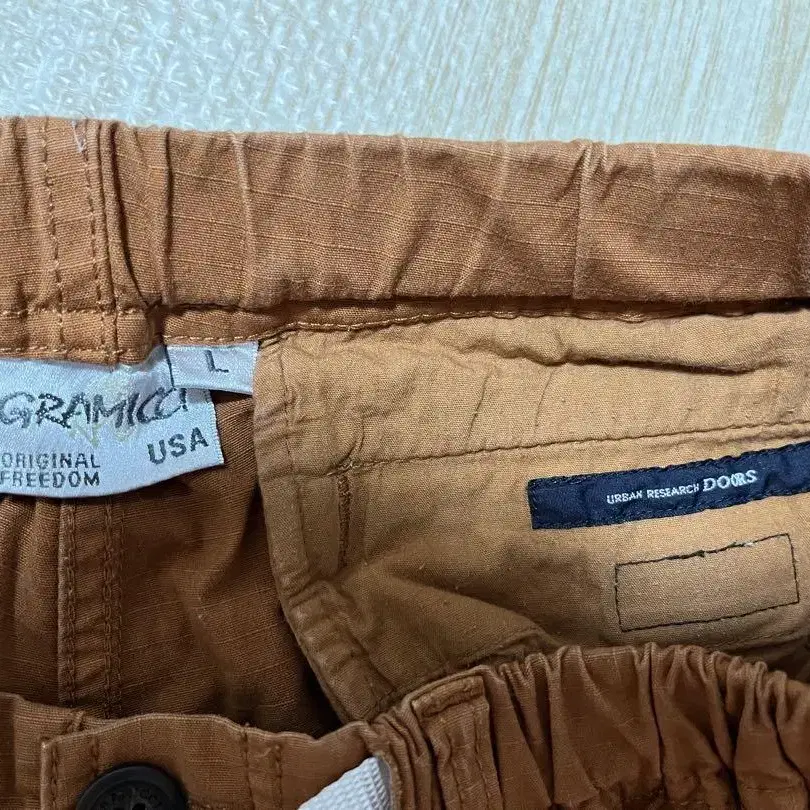 L
GRAMICCI
USA
ORIGINAL
FREEDOM
URBAN RESEARCH DOORS